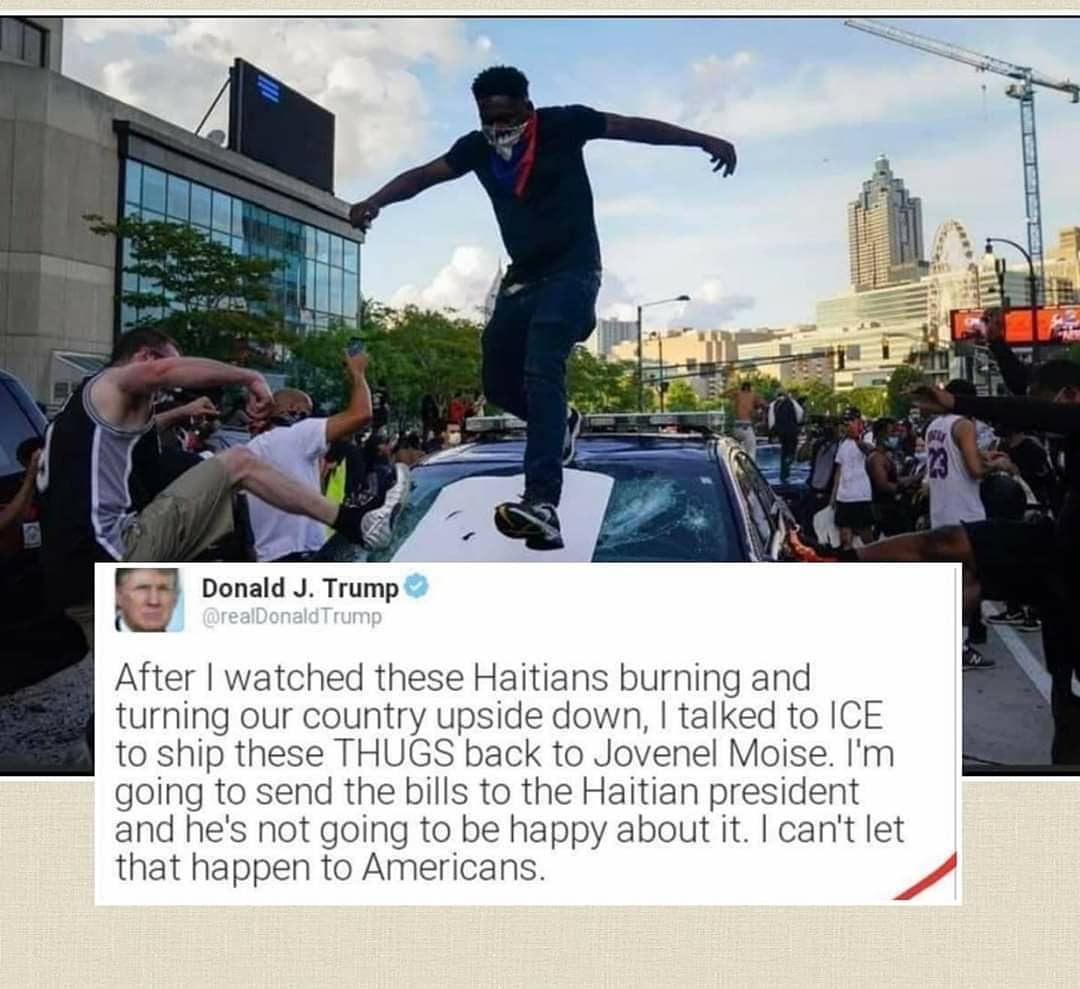 23
Donald J. Trump
@realDonaldTrump
After I watched these Haitians burning and
turning our country upside down, I talked to ICE
to ship these THUGS back to Jovenel Moise. I'm
going to send the bills to the Haitian president
and he's not going to be happy about it. I can't let
that happen to Americans.